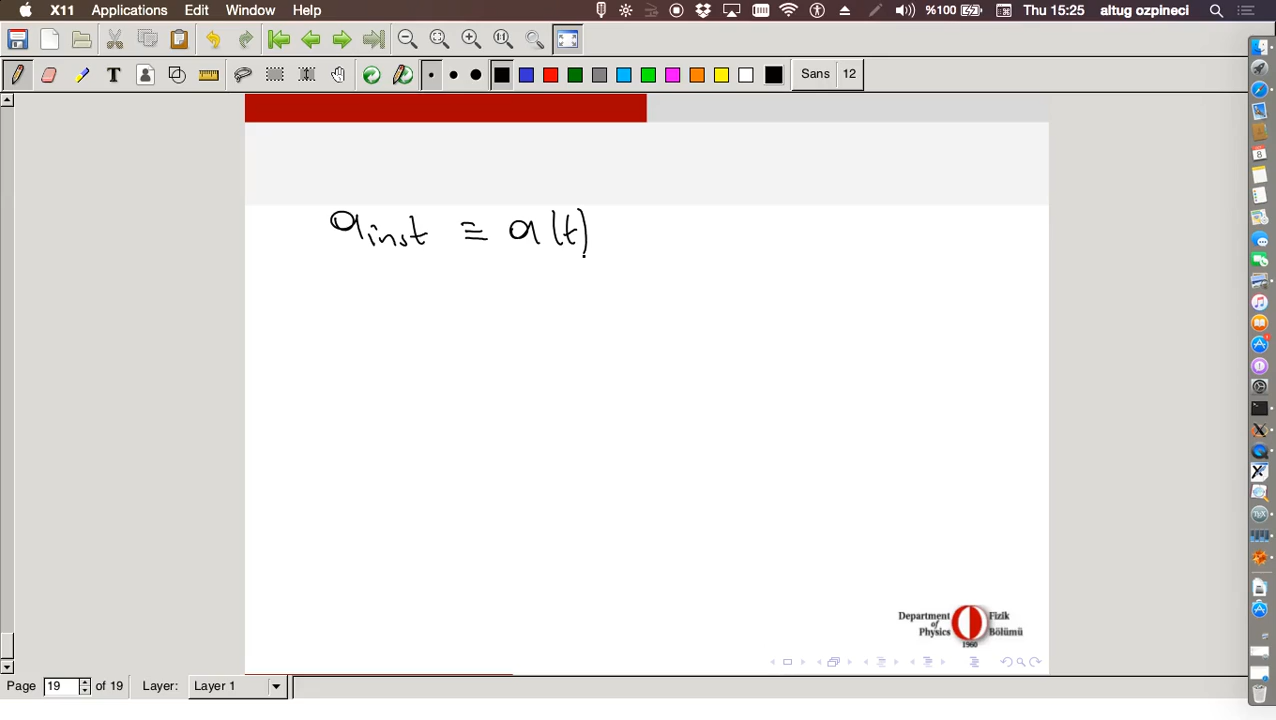 X11 Applications Edit Window Help %100 Thu 15:25 altug ozpineci
Sans 12
a_inst ≡ a(t)
Department of Physics Fizik Bölümü
1960
Page 19 of 19 Layer: Layer 1